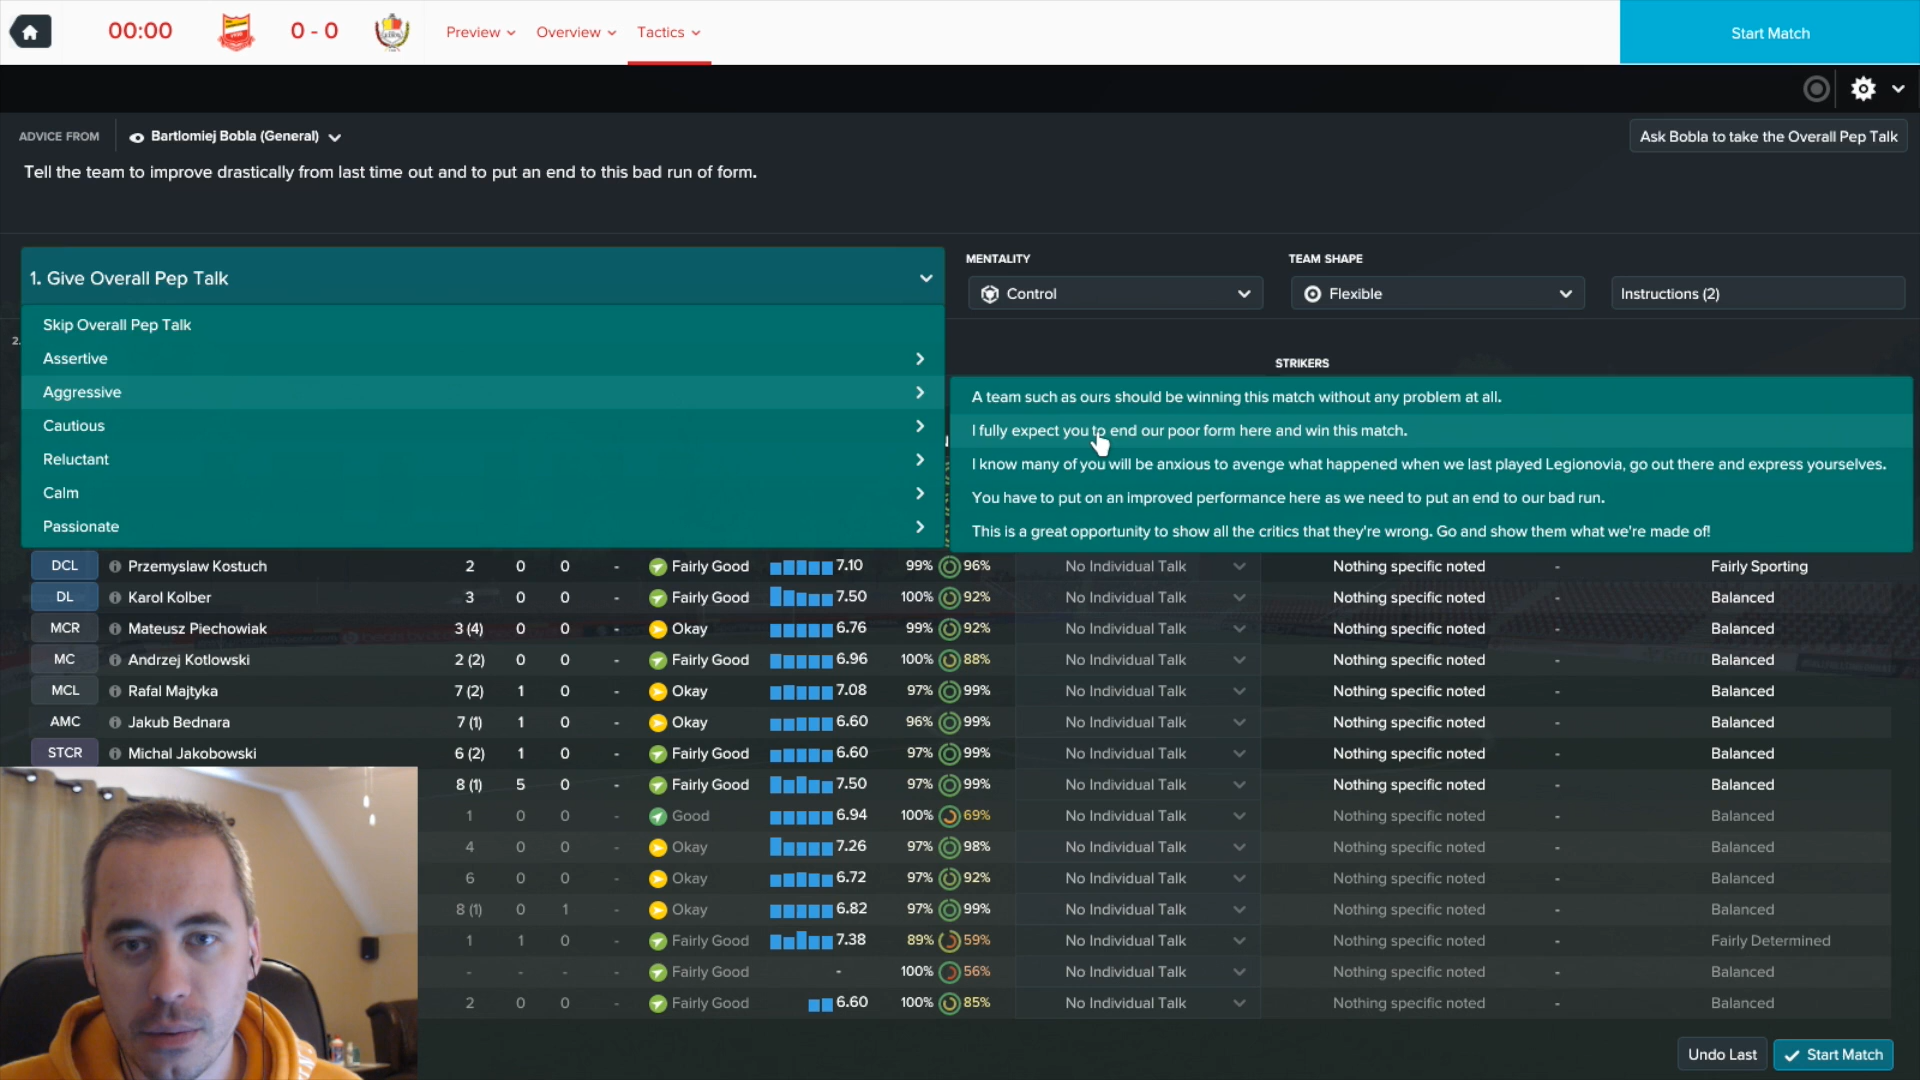 00:00 0 - 0 Preview Overview Tactics Start Match
ADVICE FROM Bartlomiej Bobla (General) Ask Bobla to take the Overall Pep Talk
Tell the team to improve drastically from last time out and to put an end to this bad run of form.
MENTALITY TEAM SHAPE
1. Give Overall Pep Talk Control Flexible Instructions (2)
Skip Overall Pep Talk
2.
Assertive
STRIKERS
Aggressive
A team such as ours should be winning this match without any problem at all.
Cautious
I fully expect you to end our poor form here and win this match.
Reluctant
I know many of you will be anxious to avenge what happened when we last played Legionovia, go out there and express yourselves.
Calm
You have to put on an improved performance here as we need to put an end to our bad run.
Passionate
This is a great opportunity to show all the critics that they're wrong. Go and show them what we're made of!
DCL Przemyslaw Kostuch 2 0 0 - Fairly Good 7.10 99% 96% No Individual Talk Nothing specific noted - Fairly Sporting
DL Karol Kolber 3 0 0 - Fairly Good 7.50 100% 92% No Individual Talk Nothing specific noted - Balanced
MCR Mateusz Piechowiak 3 (4) 0 0 - Okay 6.76 99% 92% No Individual Talk Nothing specific noted - Balanced
MC Andrzej Kotlowski 2 (2) 0 0 - Fairly Good 6.96 100% 88% No Individual Talk Nothing specific noted - Balanced
MCL Rafal Majtyka 7 (2) 1 0 - Okay 7.08 97% 99% No Individual Talk Nothing specific noted - Balanced
AMC Jakub Bednara 7 (1) 1 0 - Okay 6.60 96% 99% No Individual Talk Nothing specific noted - Balanced
STCR Michal Jakobowski 6 (2) 1 0 - Fairly Good 6.60 97% 99% No Individual Talk Nothing specific noted - Balanced
8 (1) 5 0 - Fairly Good 7.50 97% 99% No Individual Talk Nothing specific noted - Balanced
1 0 0 - Good 6.94 100% 69% No Individual Talk Nothing specific noted - Balanced
4 0 0 - Okay 7.26 97% 98% No Individual Talk Nothing specific noted - Balanced
6 0 0 - Okay 6.72 97% 92% No Individual Talk Nothing specific noted - Balanced
8 (1) 0 1 - Okay 6.82 97% 99% No Individual Talk Nothing specific noted - Balanced
1 1 0 - Fairly Good 7.38 89% 59% No Individual Talk Nothing specific noted - Fairly Determined
- - - - Fairly Good - 100% 56% No Individual Talk Nothing specific noted - Balanced
2 0 0 - Fairly Good 6.60 100% 85% No Individual Talk Nothing specific noted - Balanced
Undo Last Start Match